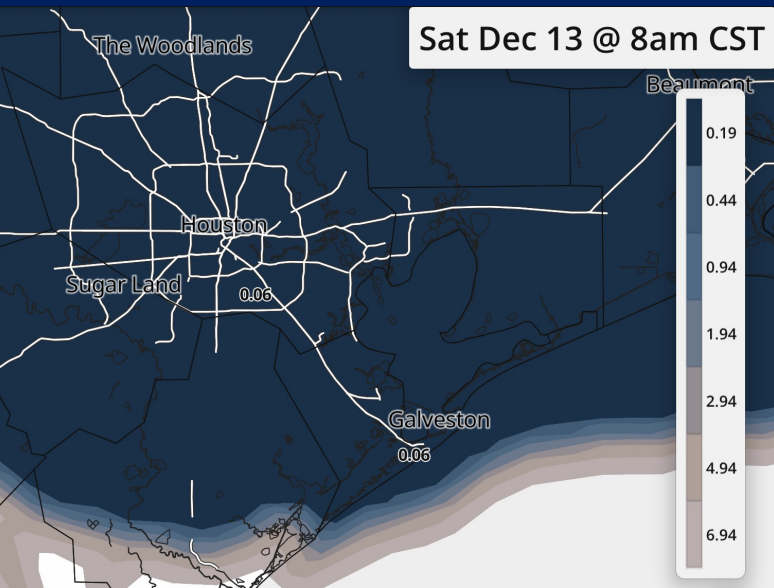 The Woodlands
Sat Dec 13 @ 8am CST
Beaumont
0.19
0.44
Houston
0.94
Sugar Land
0.06
1.94
2.94
Galveston
0.06
4.94
6.94